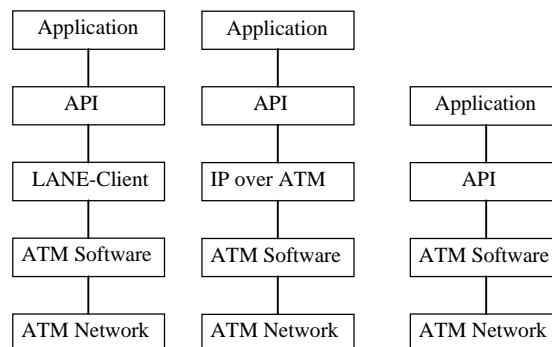 Application Application
API API Application
LANE-Client IP over ATM API
ATM Software ATM Software ATM Software
ATM Network ATM Network ATM Network